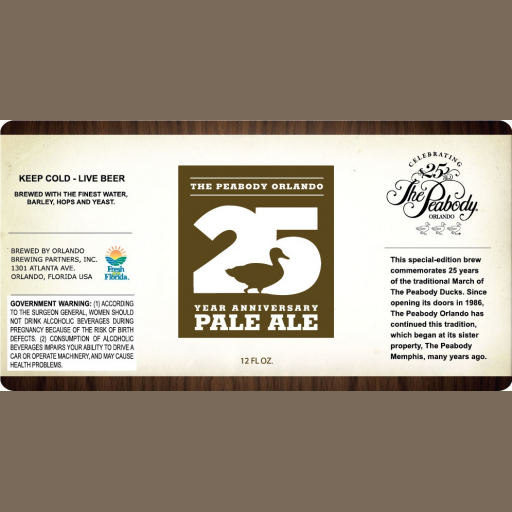 KEEP COLD - LIVE BEER
BREWED WITH THE FINEST WATER,
BARLEY, HOPS AND YEAST.
BREWED BY ORLANDO
BREWING PARTNERS, INC.
1301 ATLANTA AVE.
ORLANDO, FLORIDA USA
Fresh
from
Florida.
GOVERNMENT WARNING: (1) ACCORDING
TO THE SURGEON GENERAL, WOMEN SHOULD
NOT DRINK ALCOHOLIC BEVERAGES DURING
PREGNANCY BECAUSE OF THE RISK OF BIRTH
DEFECTS. (2) CONSUMPTION OF ALCOHOLIC
BEVERAGES IMPAIRS YOUR ABILITY TO DRIVE A
CAR OR OPERATE MACHINERY, AND MAY CAUSE
HEALTH PROBLEMS.
THE PEABODY ORLANDO
25
YEAR ANNIVERSARY
PALE ALE
12 FL OZ.
CELEBRATING
25
The Peabody
ORLANDO
This special-edition brew
commemorates 25 years
of the traditional March of
The Peabody Ducks. Since
opening its doors in 1986,
The Peabody Orlando has
continued this tradition,
which began at its sister
property, The Peabody
Memphis, many years ago.